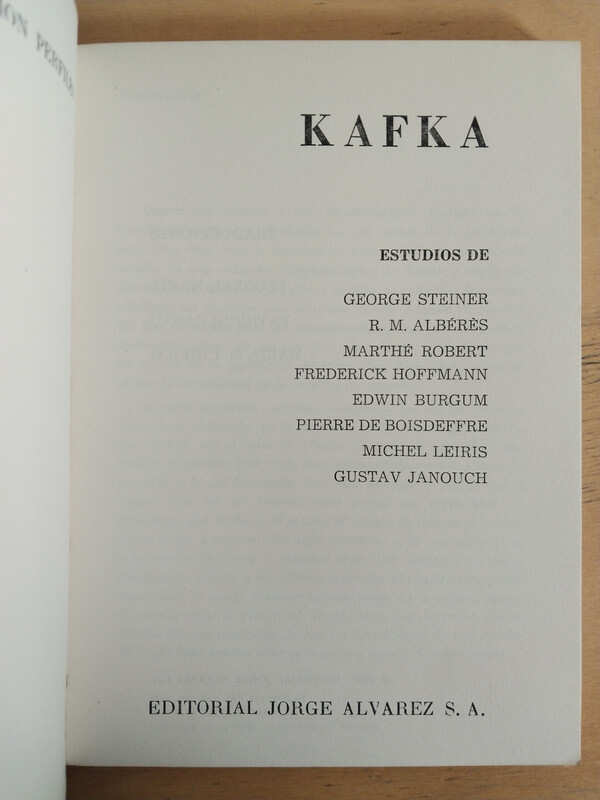 KAFKA
ESTUDIOS DE
GEORGE STEINER
R. M. ALBÉRÈS
MARTHÉ ROBERT
FREDERICK HOFFMANN
EDWIN BURGUM
PIERRE DE BOISDEFFRE
MICHEL LEIRIS
GUSTAV JANOUCH
EDITORIAL JORGE ALVAREZ S. A.